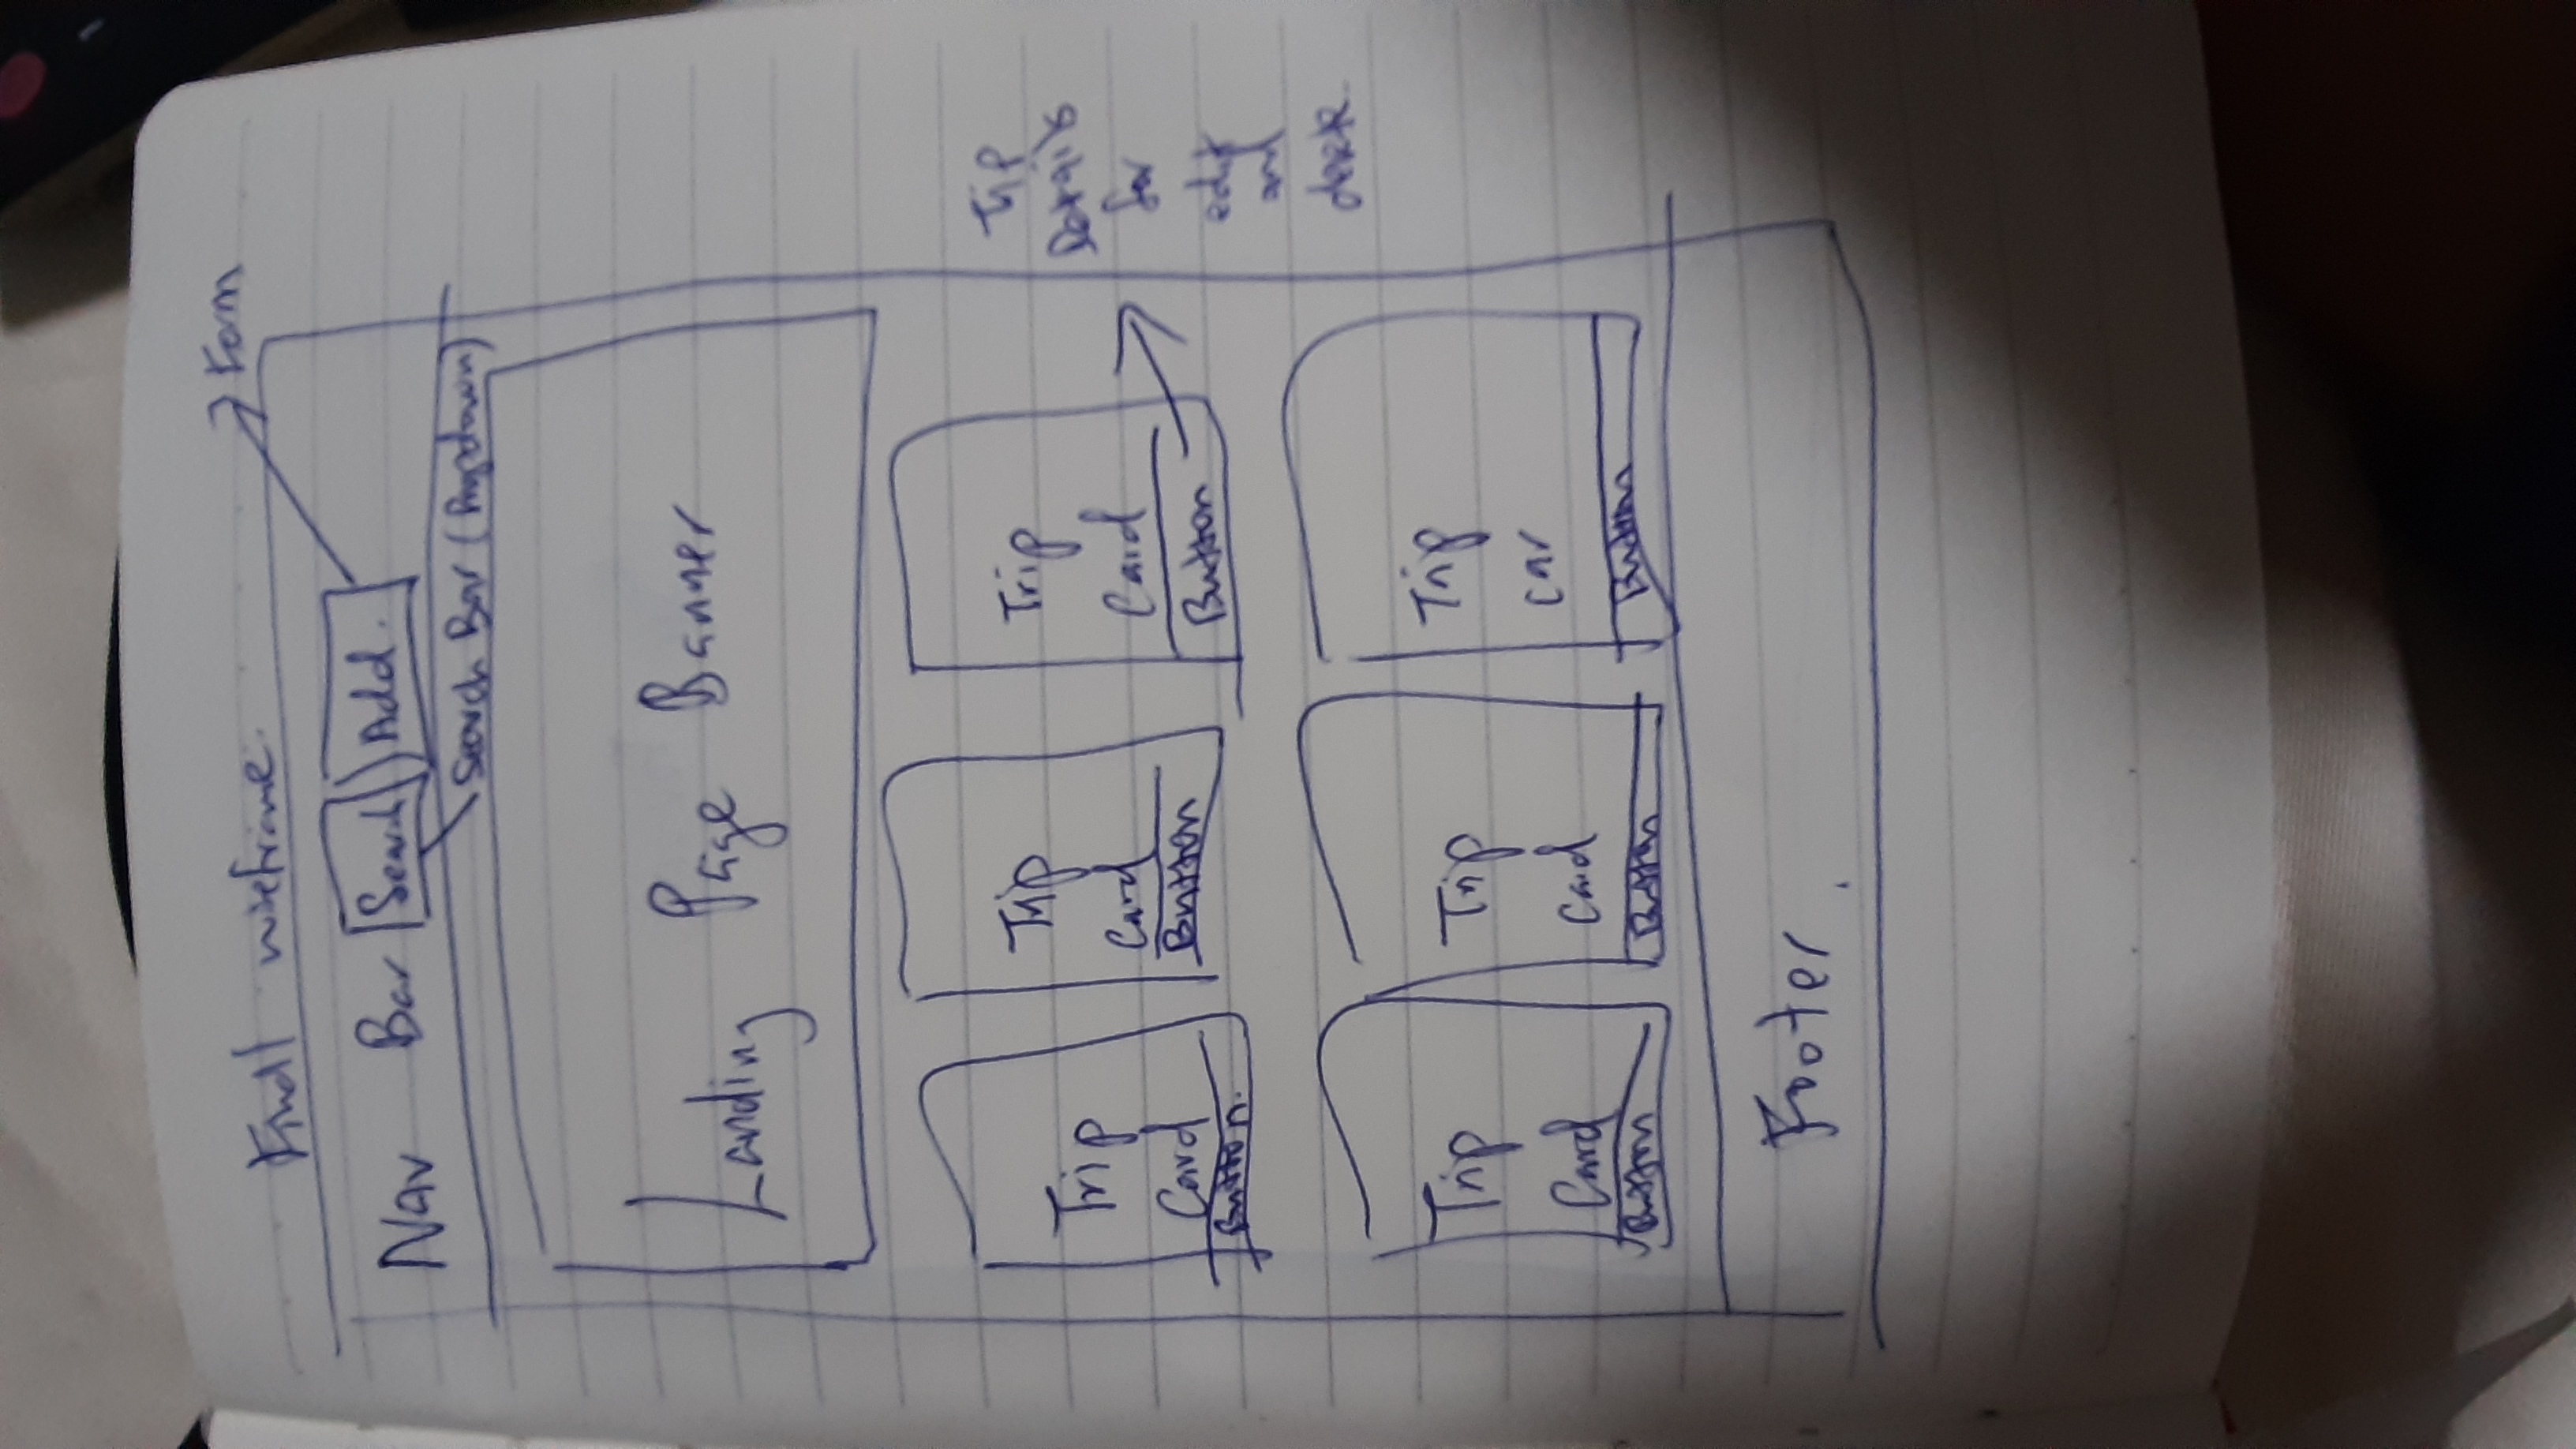 Final wireframe.
Form
Nav Bar Search Add.
Search Bar (Dropdown)
Landing Page Banner
Trip Card Button.
Trip Card Button
Trip Card Button
Trip Details for edit and delete.
Trip Card Button
Trip Card Button
Trip Car Button
Footer.